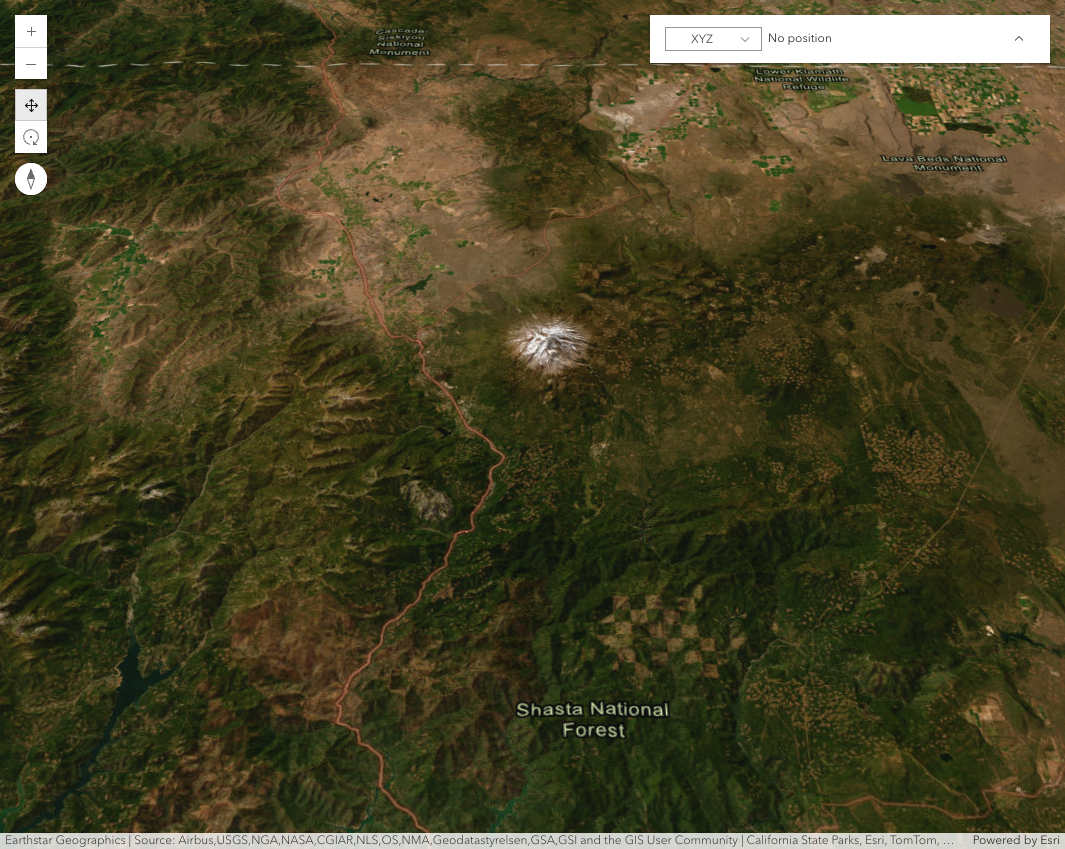 Cascade
Siskiyou
National
Monument
XYZ
No position
Lower Klamath
National Wildlife
Refuge
Lava Beds National
Monument
Shasta National
Forest
Earthstar Geographics | Source: Airbus,USGS,NGA,NASA,CGIAR,NLS,OS,NMA,Geodatastyrelsen,GSA,GSI and the GIS User Community | California State Parks, Esri, TomTom, …
Powered by Esri